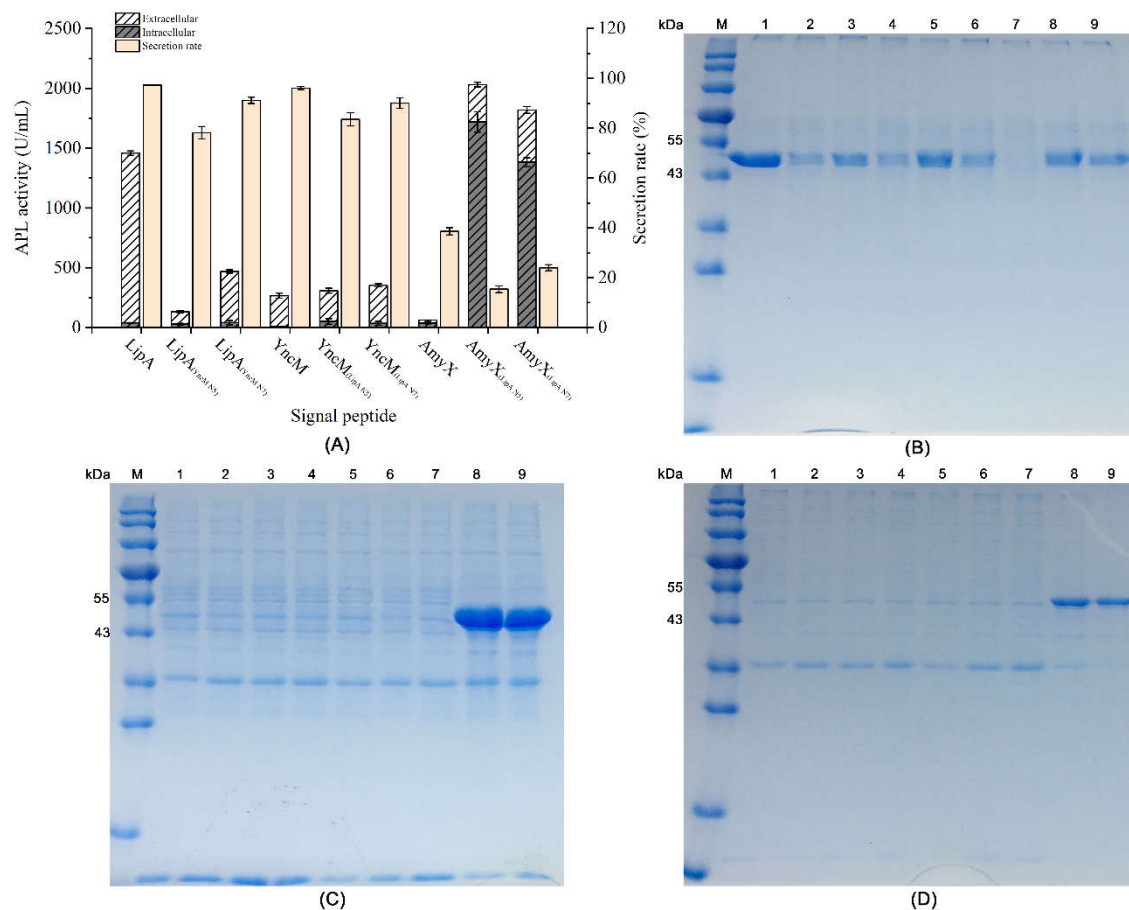 Extracellular
Intracellular
Secretion rate
2500
2000
1500
1000
500
0
APL activity (U/mL)
120
100
80
60
40
20
0
Secretion rate (%)
LipA
LipA(YncM N5)
LipA(YncM N7)
YncM
YncM(LipA N5)
YncM(LipA N7)
AmyX
AmyX(LipA N5)
AmyX(LipA N7)
Signal peptide
(A)
kDa M 1 2 3 4 5 6 7 8 9
55
43
(B)
kDa M 1 2 3 4 5 6 7 8 9
55
43
(C)
kDa M 1 2 3 4 5 6 7 8 9
55
43
(D)